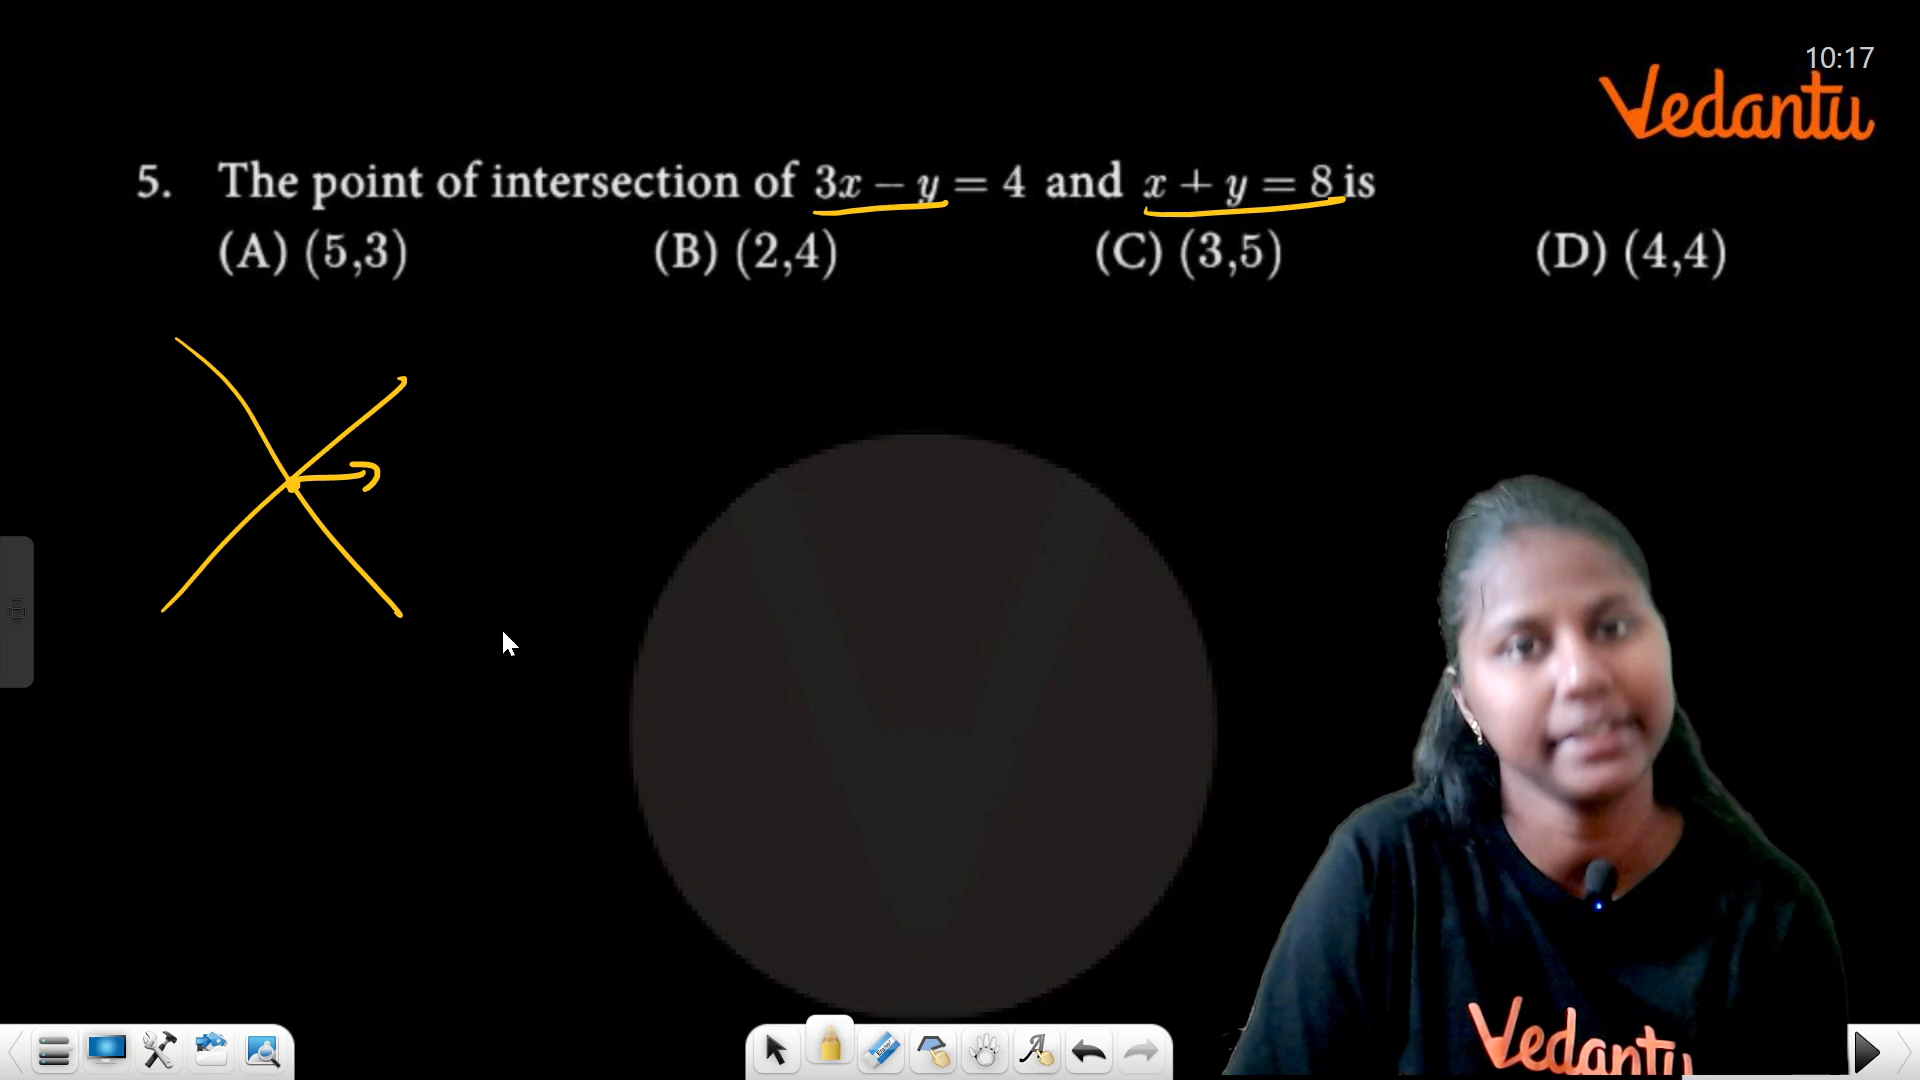 10:17
Vedantu
5. The point of intersection of 3x − y = 4 and x + y = 8 is
(A) (5,3) (B) (2,4) (C) (3,5) (D) (4,4)
Vedantu